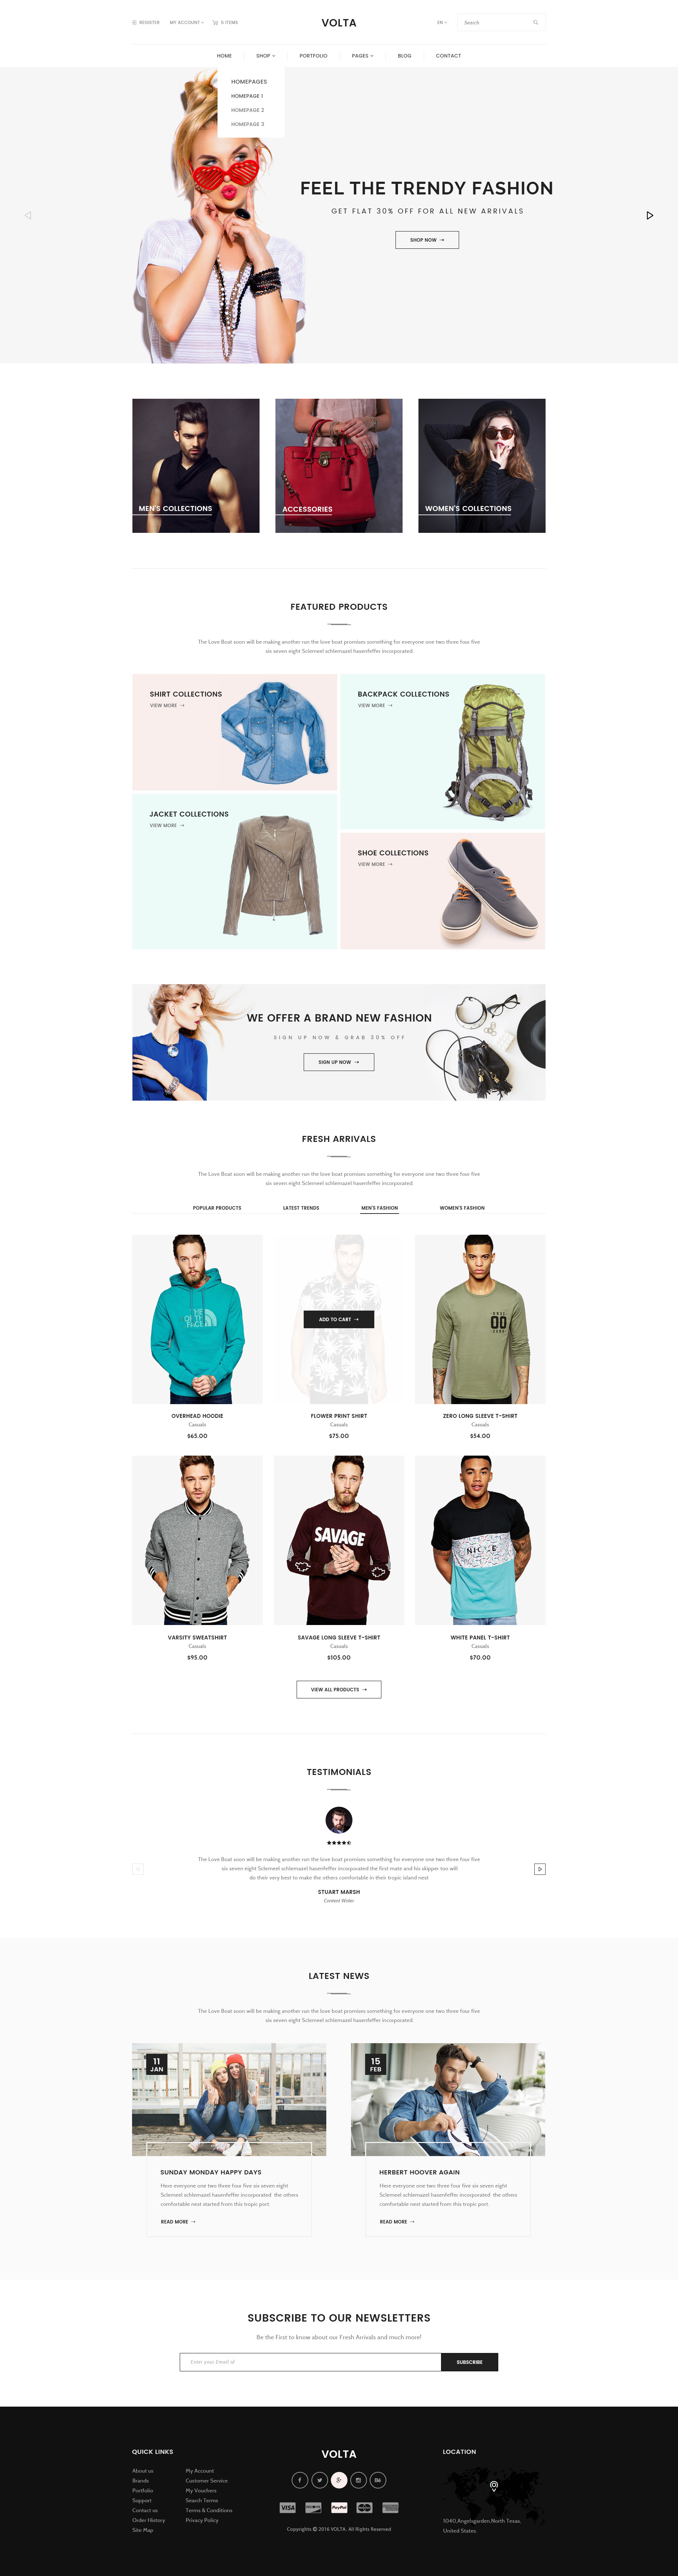 REGISTER
MY ACCOUNT
5 ITEMS
VOLTA
EN
Search
HOME
SHOP
PORTFOLIO
PAGES
BLOG
CONTACT
HOMEPAGES
HOMEPAGE 1
HOMEPAGE 2
HOMEPAGE 3
FEEL THE TRENDY FASHION
GET FLAT 30% OFF FOR ALL NEW ARRIVALS
SHOP NOW
MEN'S COLLECTIONS
ACCESSORIES
WOMEN'S COLLECTIONS
FEATURED PRODUCTS
The Love Boat soon will be making another run the love boat promises something for everyone one two three four five
six seven eight Sclemeel schlemazel hasenfeffer incorporated.
SHIRT COLLECTIONS
VIEW MORE
BACKPACK COLLECTIONS
VIEW MORE
JACKET COLLECTIONS
VIEW MORE
SHOE COLLECTIONS
VIEW MORE
WE OFFER A BRAND NEW FASHION
SIGN UP NOW & GRAB 30% OFF
SIGN UP NOW
FRESH ARRIVALS
The Love Boat soon will be making another run the love boat promises something for everyone one two three four five
six seven eight Sclemeel schlemazel hasenfeffer incorporated.
POPULAR PRODUCTS
LATEST TRENDS
MEN'S FASHION
WOMEN'S FASHION
ADD TO CART
00
OVERHEAD HOODIE
Casuals
$65.00
FLOWER PRINT SHIRT
Casuals
$75.00
ZERO LONG SLEEVE T-SHIRT
Casuals
$54.00
SAVAGE
VARSITY SWEATSHIRT
Casuals
$95.00
SAVAGE LONG SLEEVE T-SHIRT
Casuals
$105.00
WHITE PANEL T-SHIRT
Casuals
$70.00
VIEW ALL PRODUCTS
TESTIMONIALS
The Love Boat soon will be making another run the love boat promises something for everyone one two three four five
six seven eight Sclemeel schlemazel hasenfeffer incorporated the first mate and his skipper too will
do their very best to make the others comfortable in their tropic island nest
STUART MARSH
Content Writer
LATEST NEWS
The Love Boat soon will be making another run the love boat promises something for everyone one two three four five
six seven eight Sclemeel schlemazel hasenfeffer incorporated.
11
JAN
15
FEB
SUNDAY MONDAY HAPPY DAYS
Here everyone one two three four five six seven eight
Sclemeel schlemazel hasenfeffer incorporated the others
comfortable nest started from this tropic port.
READ MORE
HERBERT HOOVER AGAIN
Here everyone one two three four five six seven eight
Sclemeel schlemazel hasenfeffer incorporated the others
comfortable nest started from this tropic port.
READ MORE
SUBSCRIBE TO OUR NEWSLETTERS
Be the First to know about our Fresh Arrivals and much more!
Enter your Email id
SUBSCRIBE
QUICK LINKS
About us
Brands
Portfolio
Support
Contact us
Order History
Site Map
My Account
Customer Service
My Vouchers
Search Terms
Terms & Conditions
Privacy Policy
VOLTA
VISA
PayPal
Copyrights © 2016 VOLTA. All Rights Reserved
LOCATION
1040,Angelsgarden,North Texas,
United States.